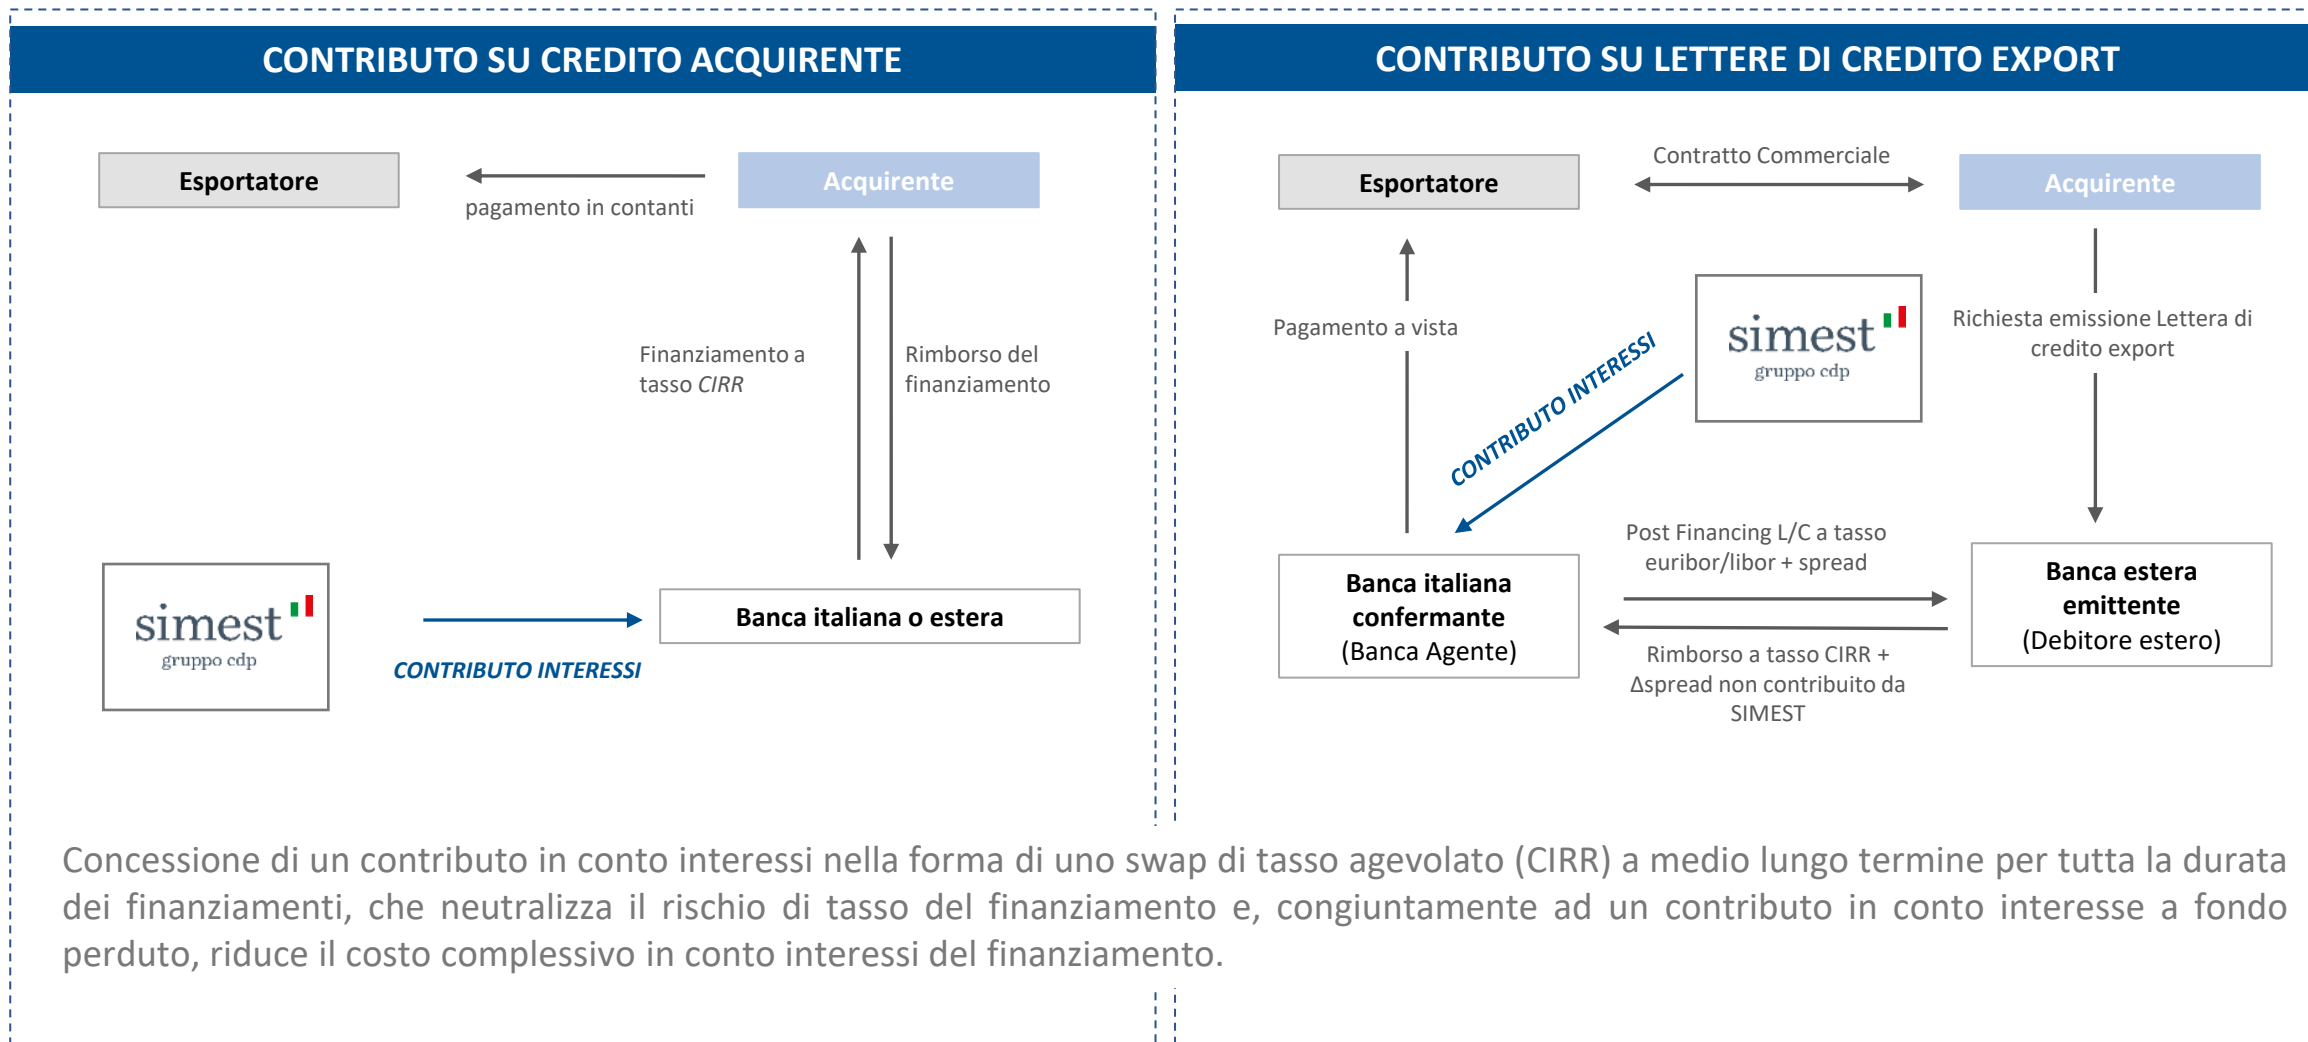 CONTRIBUTO SU CREDITO ACQUIRENTE
Esportatore
pagamento in contanti
Acquirente
Finanziamento a
tasso CIRR
Rimborso del
finanziamento
simest
gruppo cdp
CONTRIBUTO INTERESSI
Banca italiana o estera
CONTRIBUTO SU LETTERE DI CREDITO EXPORT
Esportatore
Contratto Commerciale
Acquirente
Pagamento a vista
CONTRIBUTO INTERESSI
simest
gruppo cdp
Richiesta emissione Lettera di
credito export
Banca italiana
confermante
(Banca Agente)
Post Financing L/C a tasso
euribor/libor + spread
Rimborso a tasso CIRR +
Δspread non contribuito da
SIMEST
Banca estera
emittente
(Debitore estero)
Concessione di un contributo in conto interessi nella forma di uno swap di tasso agevolato (CIRR) a medio lungo termine per tutta la durata
dei finanziamenti, che neutralizza il rischio di tasso del finanziamento e, congiuntamente ad un contributo in conto interesse a fondo
perduto, riduce il costo complessivo in conto interessi del finanziamento.